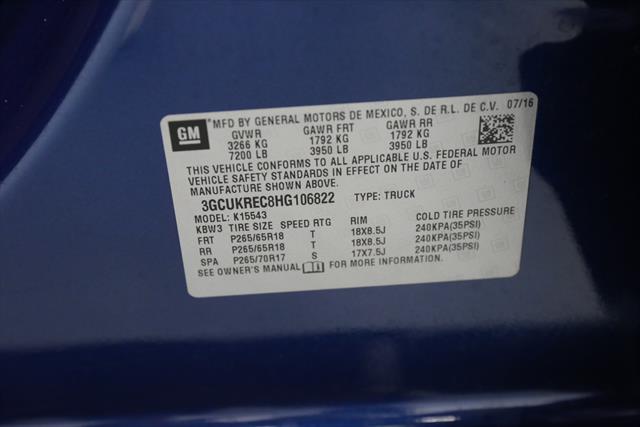 GM
MFD BY GENERAL MOTORS DE MEXICO, S. DE R.L. DE C.V. 07/16
GVWR GAWR FRT GAWR RR
3266 KG 1792 KG 1792 KG
7200 LB 3950 LB 3950 LB
THIS VEHICLE CONFORMS TO ALL APPLICABLE U.S. FEDERAL MOTOR
VEHICLE SAFETY STANDARDS IN EFFECT ON THE DATE OF
MANUFACTURE SHOWN ABOVE.
3GCUKREC8HG106822 TYPE: TRUCK
MODEL: K15543
KBW3 TIRE SIZE SPEED RTG RIM COLD TIRE PRESSURE
FRT P265/65R18 T 18X8.5J 240KPA(35PSI)
RR P265/65R18 T 18X8.5J 240KPA(35PSI)
SPA P265/70R17 S 17X7.5J 240KPA(35PSI)
SEE OWNER'S MANUAL FOR MORE INFORMATION.